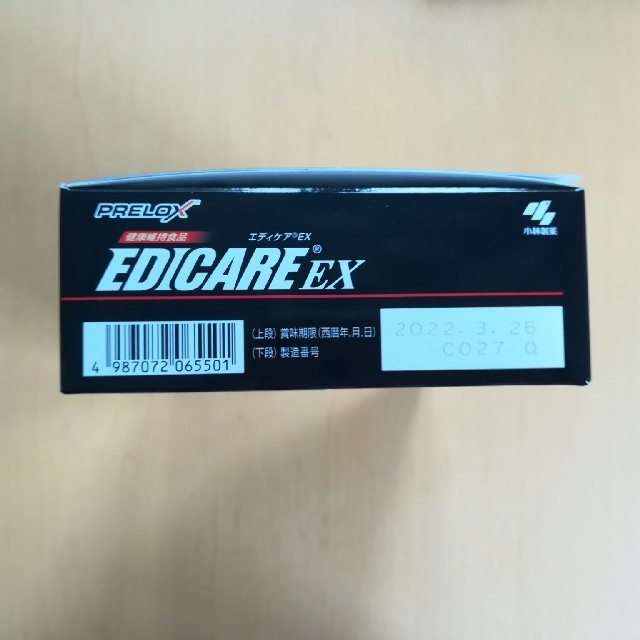 PRELOX
小林製薬
健康維持食品
エディケア®EX
EDICARE® EX
(上段) 賞味期限(西暦年.月.日)
(下段) 製造番号
2022. 3. 26
C027 Q
4 987072 065501